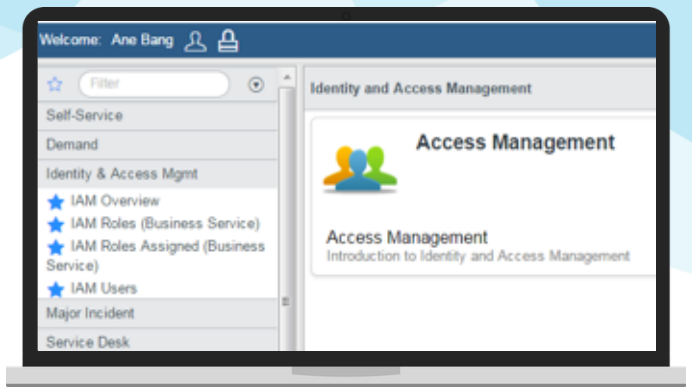 Welcome: Ane Bang
Filter
Self-Service
Demand
Identity & Access Mgmt
IAM Overview
IAM Roles (Business Service)
IAM Roles Assigned (Business
Service)
IAM Users
Major Incident
Service Desk
Identity and Access Management
Access Management
Access Management
Introduction to Identity and Access Management